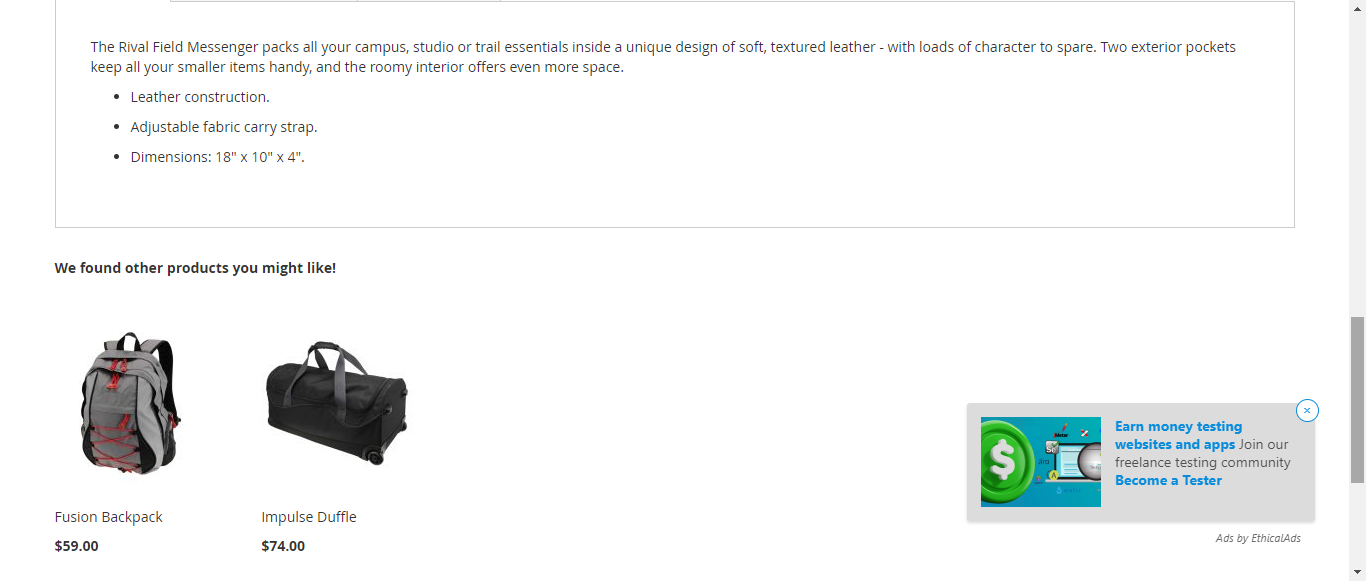 The Rival Field Messenger packs all your campus, studio or trail essentials inside a unique design of soft, textured leather - with loads of character to spare. Two exterior pockets
keep all your smaller items handy, and the roomy interior offers even more space.
Leather construction.
Adjustable fabric carry strap.
Dimensions: 18" x 10" x 4".
We found other products you might like!
Fusion Backpack
$59.00
Impulse Duffle
$74.00
Earn money testing
websites and apps Join our
freelance testing community
Become a Tester
Ads by EthicalAds